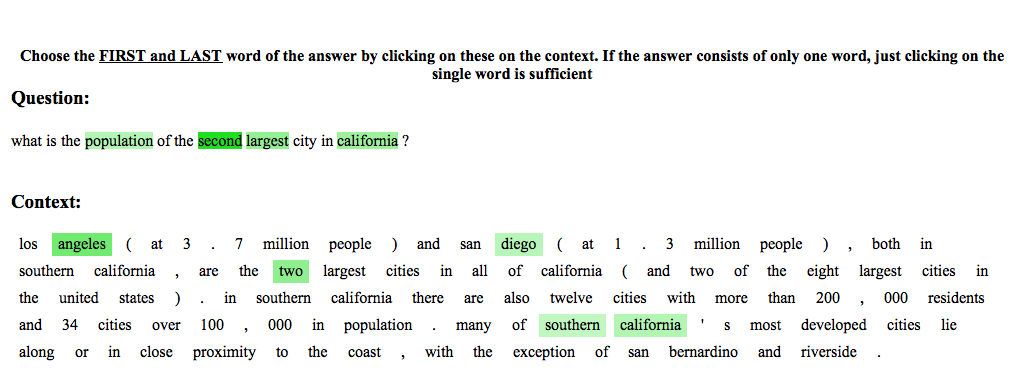 Choose the FIRST and LAST word of the answer by clicking on these on the context. If the answer consists of only one word, just clicking on the
single word is sufficient
Question:
what is the population of the second largest city in california ?
Context:
los angeles ( at 3 . 7 million people ) and san diego ( at 1 . 3 million people ) , both in
southern california , are the two largest cities in all of california ( and two of the eight largest cities in
the united states ) . in southern california there are also twelve cities with more than 200 , 000 residents
and 34 cities over 100 , 000 in population . many of southern california ' s most developed cities lie
along or in close proximity to the coast , with the exception of san bernardino and riverside .